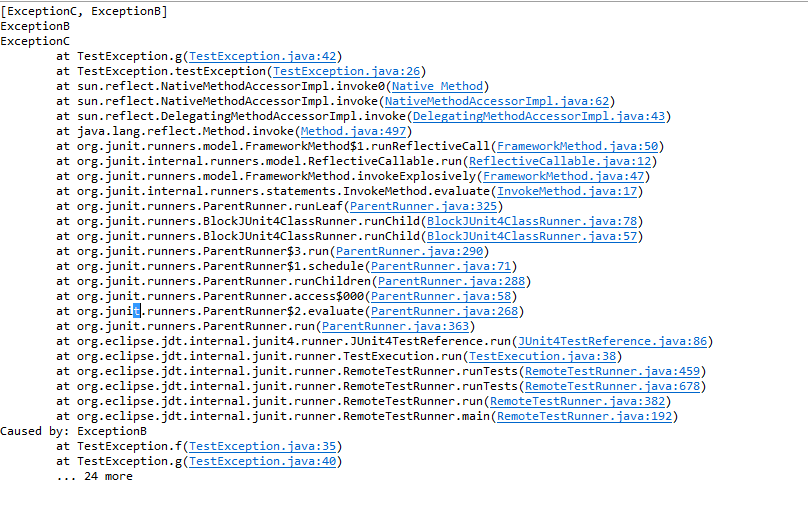 [ExceptionC, ExceptionB]
ExceptionB
ExceptionC
at TestException.g(TestException.java:42)
at TestException.testException(TestException.java:26)
at sun.reflect.NativeMethodAccessorImpl.invoke0(Native Method)
at sun.reflect.NativeMethodAccessorImpl.invoke(NativeMethodAccessorImpl.java:62)
at sun.reflect.DelegatingMethodAccessorImpl.invoke(DelegatingMethodAccessorImpl.java:43)
at java.lang.reflect.Method.invoke(Method.java:497)
at org.junit.runners.model.FrameworkMethod$1.runReflectiveCall(FrameworkMethod.java:50)
at org.junit.internal.runners.model.ReflectiveCallable.run(ReflectiveCallable.java:12)
at org.junit.runners.model.FrameworkMethod.invokeExplosively(FrameworkMethod.java:47)
at org.junit.internal.runners.statements.InvokeMethod.evaluate(InvokeMethod.java:17)
at org.junit.runners.ParentRunner.runLeaf(ParentRunner.java:325)
at org.junit.runners.BlockJUnit4ClassRunner.runChild(BlockJUnit4ClassRunner.java:78)
at org.junit.runners.BlockJUnit4ClassRunner.runChild(BlockJUnit4ClassRunner.java:57)
at org.junit.runners.ParentRunner$3.run(ParentRunner.java:290)
at org.junit.runners.ParentRunner$1.schedule(ParentRunner.java:71)
at org.junit.runners.ParentRunner.runChildren(ParentRunner.java:288)
at org.junit.runners.ParentRunner.access$000(ParentRunner.java:58)
at org.junit.runners.ParentRunner$2.evaluate(ParentRunner.java:268)
at org.junit.runners.ParentRunner.run(ParentRunner.java:363)
at org.eclipse.jdt.internal.junit4.runner.JUnit4TestReference.run(JUnit4TestReference.java:86)
at org.eclipse.jdt.internal.junit.runner.TestExecution.run(TestExecution.java:38)
at org.eclipse.jdt.internal.junit.runner.RemoteTestRunner.runTests(RemoteTestRunner.java:459)
at org.eclipse.jdt.internal.junit.runner.RemoteTestRunner.runTests(RemoteTestRunner.java:678)
at org.eclipse.jdt.internal.junit.runner.RemoteTestRunner.run(RemoteTestRunner.java:382)
at org.eclipse.jdt.internal.junit.runner.RemoteTestRunner.main(RemoteTestRunner.java:192)
Caused by: ExceptionB
at TestException.f(TestException.java:35)
at TestException.g(TestException.java:40)
... 24 more